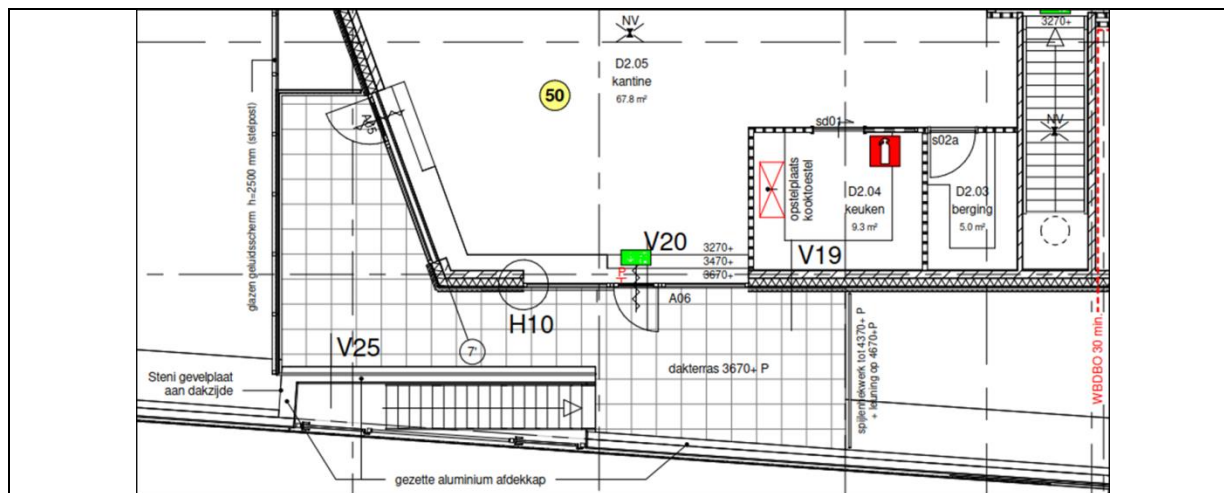 NV
3270+
D2.05
kantine
67.8 m²
50
glazen geluidsscherm h=2500 mm (stelpost)
A05
sd01
s02a
NV
opstelplaats
kooktoestel
D2.04
keuken
9.3 m²
D2.03
berging
5.0 m²
V20
3270+
3470+
3670+
V19
A06
H10
V25
7'
dakterras 3670+ P
spijlenhekwerk tot 4370+ P
+ leuning op 4670+P
WBDBO 30 min.
Steni gevelplaat
aan dakzijde
gezette aluminium afdekkap